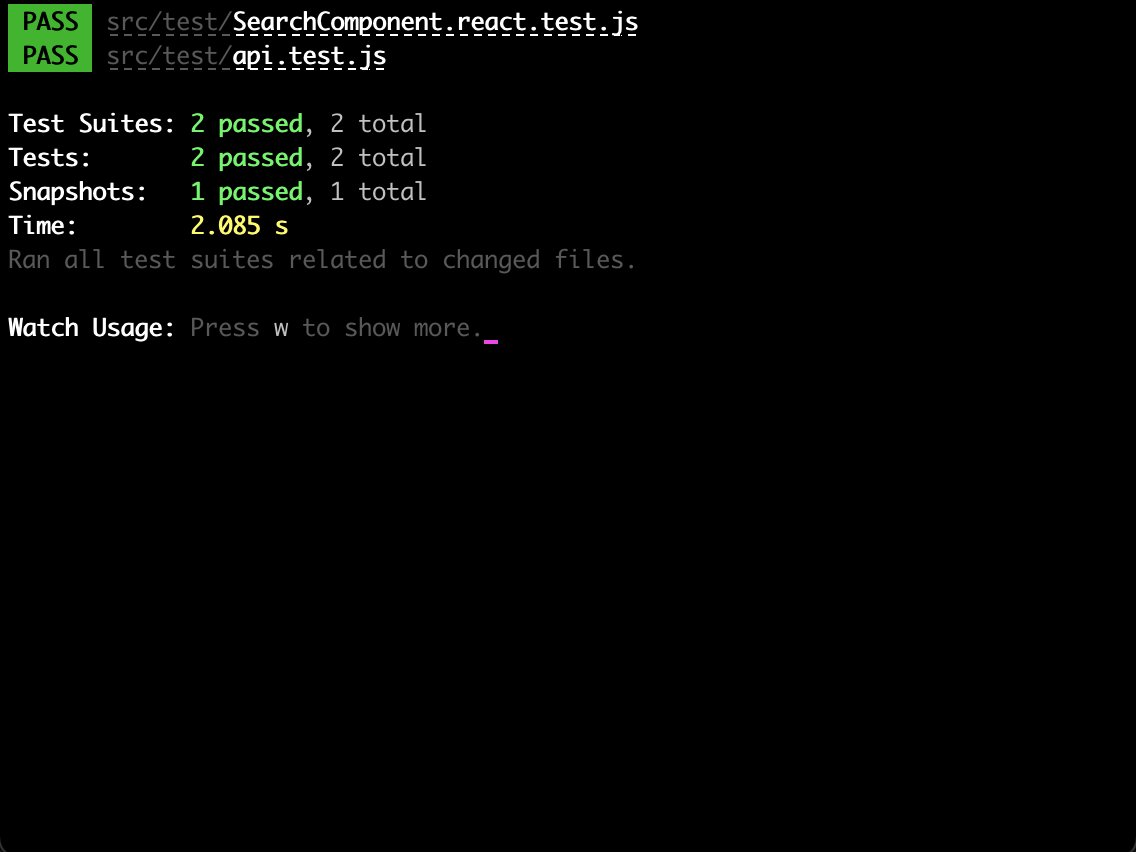 PASS src/test/SearchComponent.react.test.js
PASS src/test/api.test.js
Test Suites: 2 passed, 2 total
Tests: 2 passed, 2 total
Snapshots: 1 passed, 1 total
Time: 2.085 s
Ran all test suites related to changed files.
Watch Usage: Press w to show more.